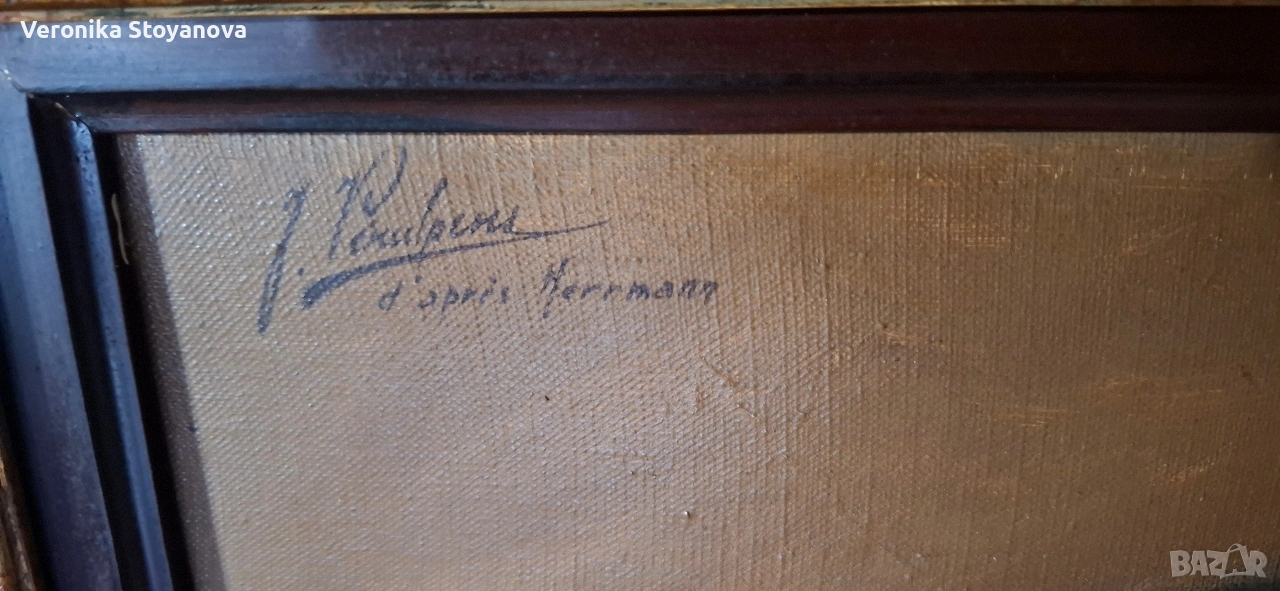 Veronika Stoyanova
J.
d'après Herrmann
BAZAR